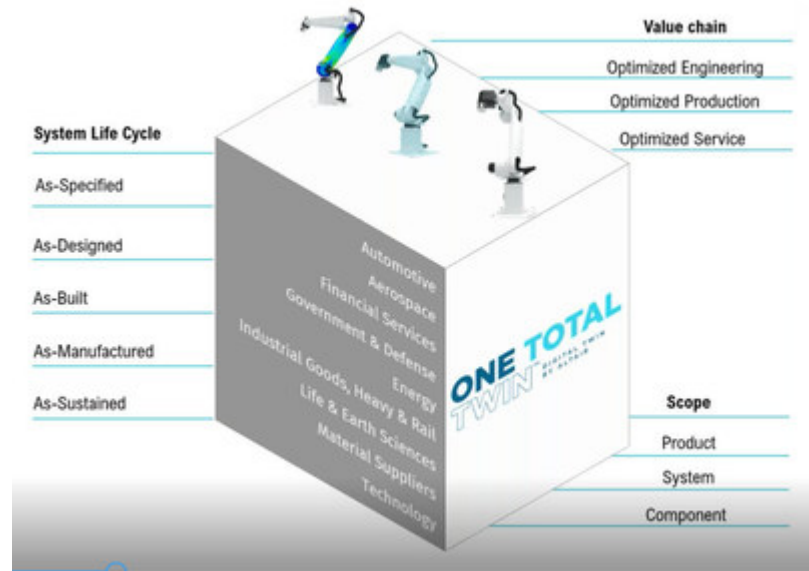 Value chain
Optimized Engineering
Optimized Production
Optimized Service
System Life Cycle
As-Specified
As-Designed
As-Built
As-Manufactured
As-Sustained
Automotive
Aerospace
Financial Services
Government & Defense
Energy
Industrial Goods, Heavy & Rail
Life & Earth Sciences
Material Suppliers
Technology
ONE TOTAL
TWIN™ DIGITAL TWIN
BY ALTAIR
Scope
Product
System
Component